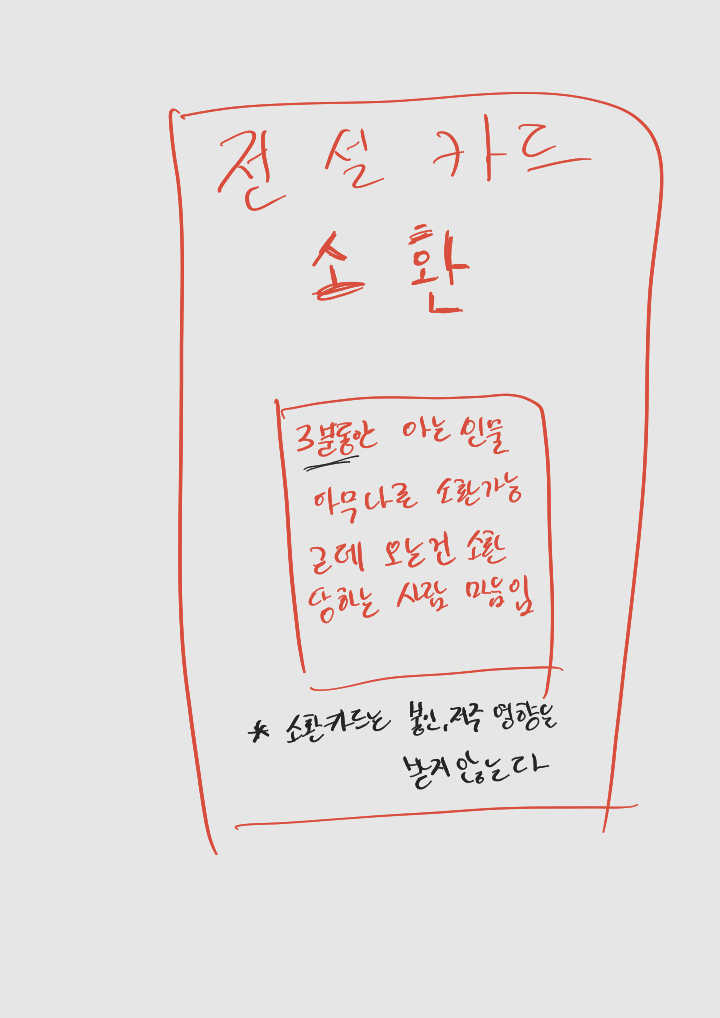 전설카드
소환
3분동안 아는 인물
아무나를 소환가능
근데 오는건 소환
당하는 사람 마음임
* 소환카드는 봉인, 저주 영향을
받지 않는다